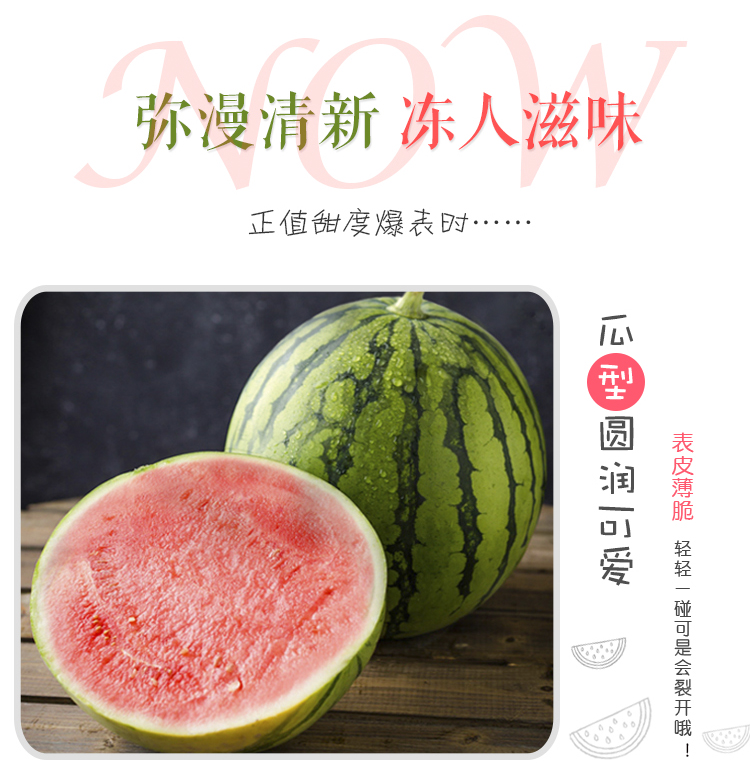 NOW
弥漫清新 冻人滋味
正值甜度爆表时……
瓜型圆润可爱
表皮薄脆
轻轻一碰可是会裂开哦！